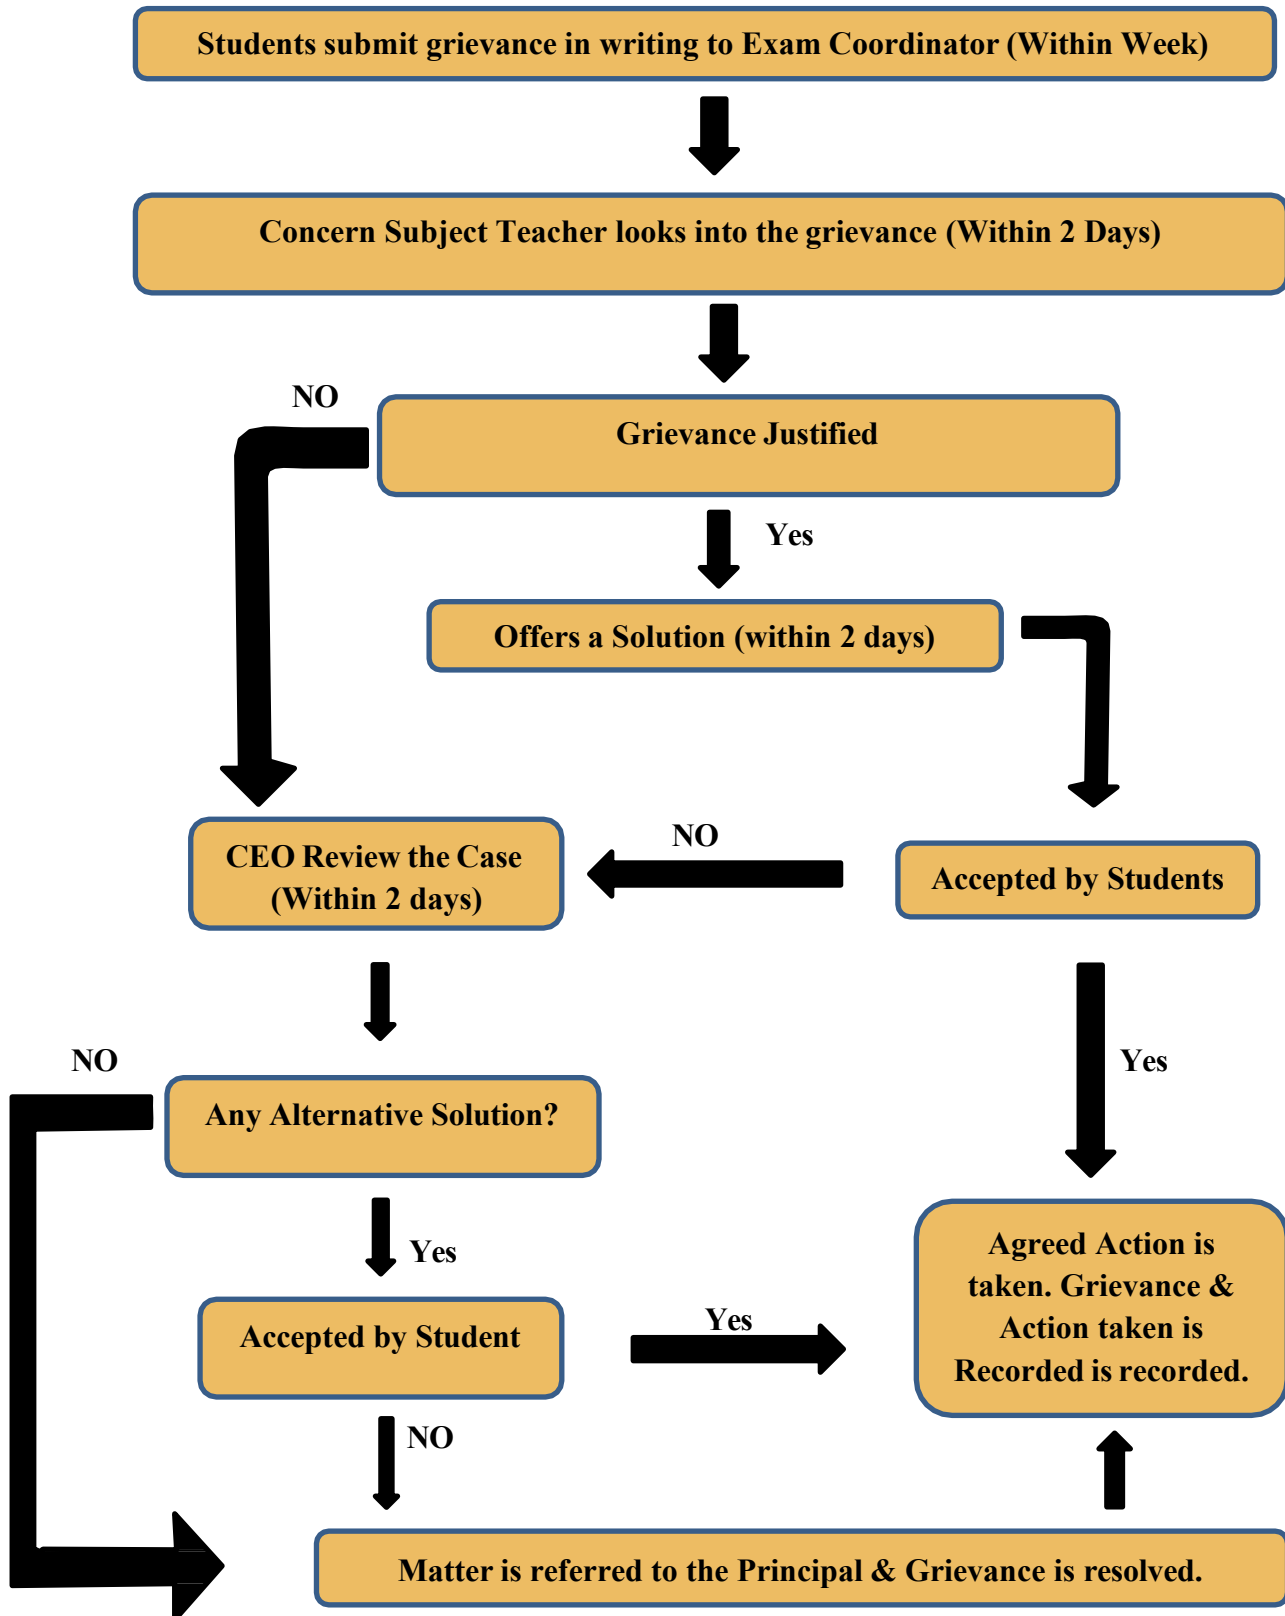 Students submit grievance in writing to Exam Coordinator (Within Week)
Concern Subject Teacher looks into the grievance (Within 2 Days)
NO
Grievance Justified
Yes
Offers a Solution (within 2 days)
CEO Review the Case
(Within 2 days)
NO
Accepted by Students
NO
Yes
Any Alternative Solution?
Yes
Agreed Action is
taken. Grievance &
Action taken is
Recorded is recorded.
Accepted by Student
Yes
NO
Matter is referred to the Principal & Grievance is resolved.